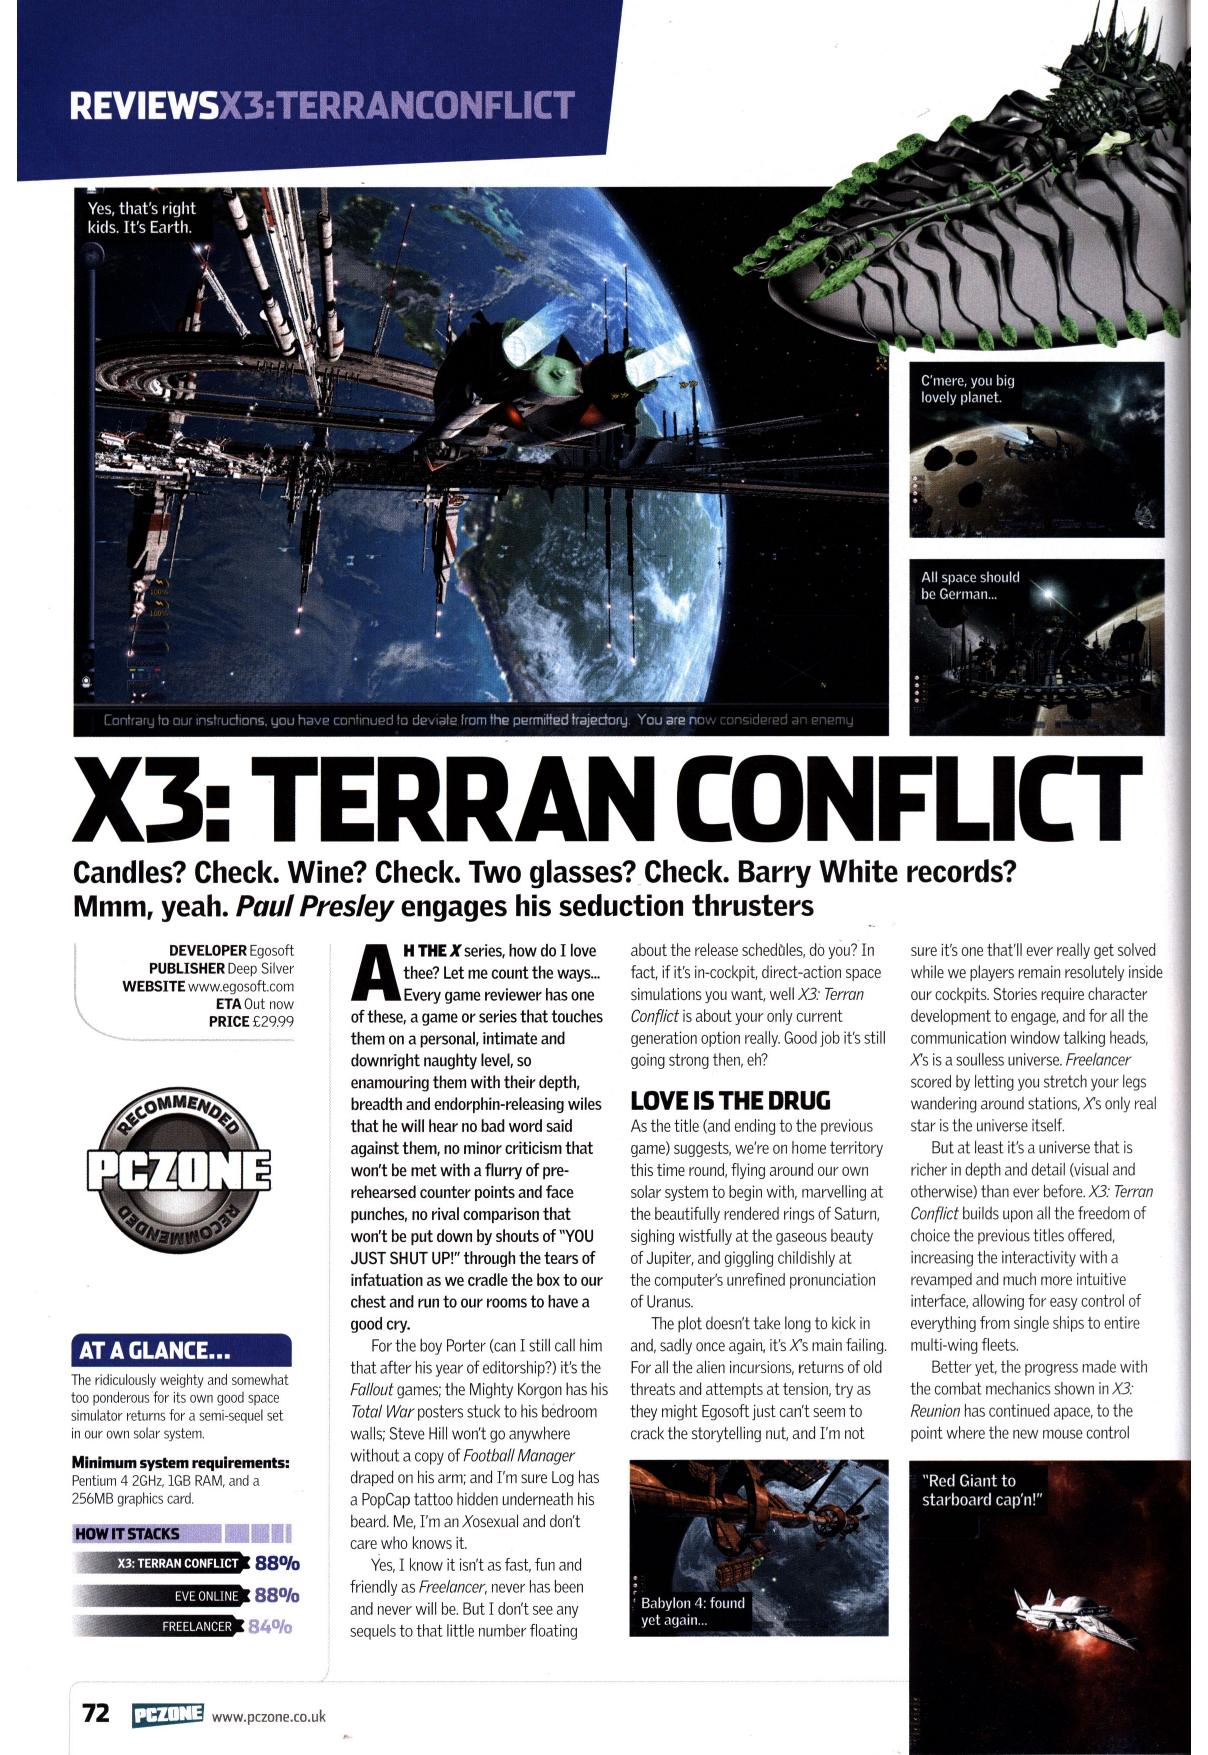 REVIEWSX3:TERRANCONFLICT
Yes, that's right
kids. It's Earth.
C'mere, you big
lovely planet.
All space should
be German...
100%
100%
Contrary to our instructions, you have continued to deviate from the permitted trajectory. You are now considered an enemy
X3: TERRAN CONFLICT
Candles? Check. Wine? Check. Two glasses? Check. Barry White records?
Mmm, yeah. Paul Presley engages his seduction thrusters
DEVELOPER Egosoft
PUBLISHER Deep Silver
WEBSITE www.egosoft.com
ETA Out now
PRICE £29.99
RECOMMENDED
PCZONE
RECOMMENDED
AT A GLANCE...
The ridiculously weighty and somewhat
too ponderous for its own good space
simulator returns for a semi-sequel set
in our own solar system.
Minimum system requirements:
Pentium 4 2GHz, 1GB RAM, and a
256MB graphics card.
HOW IT STACKS
X3: TERRAN CONFLICT 88%
EVE ONLINE 88%
FREELANCER 84%
AH THE X series, how do I love
thee? Let me count the ways...
Every game reviewer has one
of these, a game or series that touches
them on a personal, intimate and
downright naughty level, so
enamouring them with their depth,
breadth and endorphin-releasing wiles
that he will hear no bad word said
against them, no minor criticism that
won't be met with a flurry of pre-
rehearsed counter points and face
punches, no rival comparison that
won't be put down by shouts of "YOU
JUST SHUT UP!" through the tears of
infatuation as we cradle the box to our
chest and run to our rooms to have a
good cry.
For the boy Porter (can I still call him
that after his year of editorship?) it's the
Fallout games; the Mighty Korgon has his
Total War posters stuck to his bedroom
walls; Steve Hill won't go anywhere
without a copy of Football Manager
draped on his arm; and I'm sure Log has
a PopCap tattoo hidden underneath his
beard. Me, I'm an Xosexual and don't
care who knows it.
Yes, I know it isn't as fast, fun and
friendly as Freelancer, never has been
and never will be. But I don't see any
sequels to that little number floating
about the release schedules, do you? In
fact, if it's in-cockpit, direct-action space
simulations you want, well X3: Terran
Conflict is about your only current
generation option really. Good job it's still
going strong then, eh?
LOVE IS THE DRUG
As the title (and ending to the previous
game) suggests, we're on home territory
this time round, flying around our own
solar system to begin with, marvelling at
the beautifully rendered rings of Saturn,
sighing wistfully at the gaseous beauty
of Jupiter, and giggling childishly at
the computer's unrefined pronunciation
of Uranus.
The plot doesn't take long to kick in
and, sadly once again, it's X's main failing.
For all the alien incursions, returns of old
threats and attempts at tension, try as
they might Egosoft just can't seem to
crack the storytelling nut, and I'm not
Babylon 4: found
yet again...
sure it's one that'll ever really get solved
while we players remain resolutely inside
our cockpits. Stories require character
development to engage, and for all the
communication window talking heads,
X's is a soulless universe. Freelancer
scored by letting you stretch your legs
wandering around stations, X's only real
star is the universe itself.
But at least it's a universe that is
richer in depth and detail (visual and
otherwise) than ever before. X3: Terran
Conflict builds upon all the freedom of
choice the previous titles offered,
increasing the interactivity with a
revamped and much more intuitive
interface, allowing for easy control of
everything from single ships to entire
multi-wing fleets.
Better yet, the progress made with
the combat mechanics shown in X3:
Reunion has continued apace, to the
point where the new mouse control
"Red Giant to
starboard cap'n!"
72 PCZONE www.pczone.co.uk